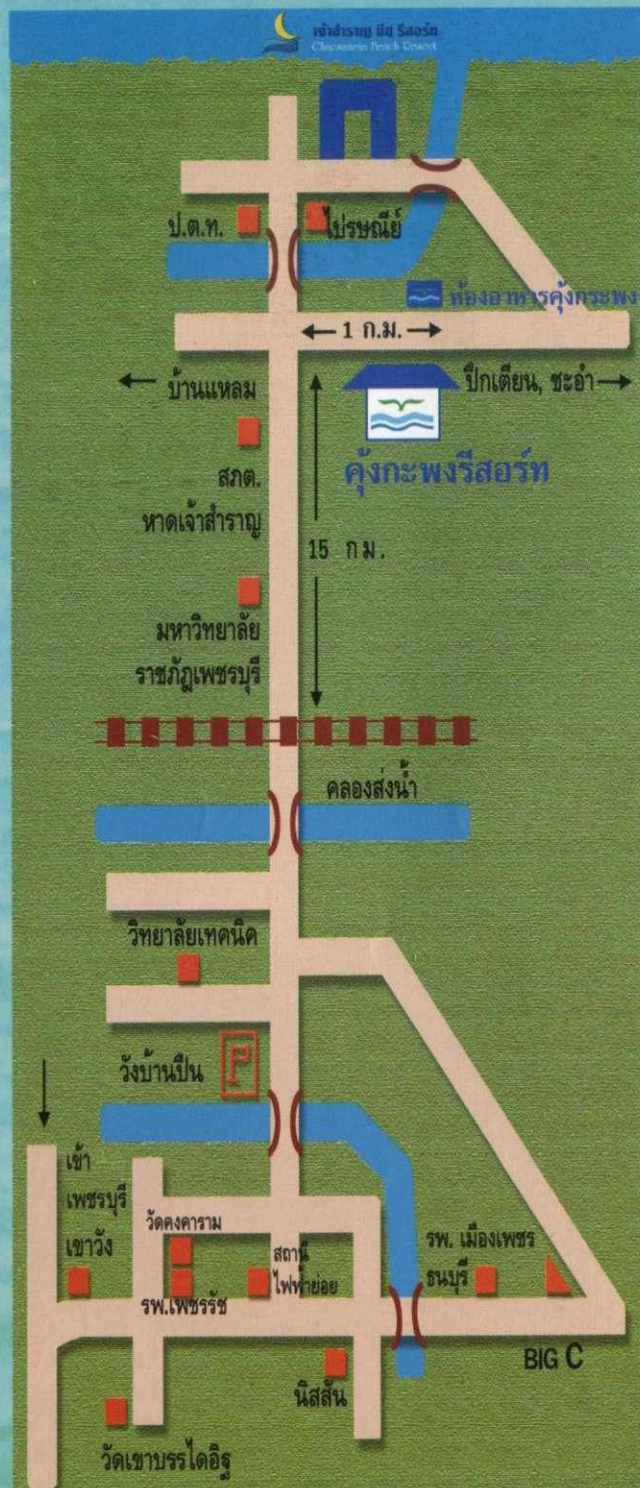 เจ้าสำราญ บีช รีสอร์ท
Chaosamran Beach Resort
ป.ต.ท.
ไปรษณีย์
ห้องอาหารคุ้งกระพง
1 ก.ม.
บ้านแหลม
ปึกเตียน, ชะอำ
สภต.
หาดเจ้าสำราญ
คุ้งกะพงรีสอร์ท
15 กม.
มหาวิทยาลัย
ราชภัฎเพชรบุรี
คลองส่งน้ำ
วิทยาลัยเทคนิค
วังบ้านปืน
P
เข้า
เพชรบุรี
เขาวัง
วัดคงคาราม
รพ.เพชรรัช
สถานี
ไฟฟ้าย่อย
รพ. เมืองเพชร
ธนบุรี
BIG C
นิสสัน
วัดเขาบรรไดอิฐ